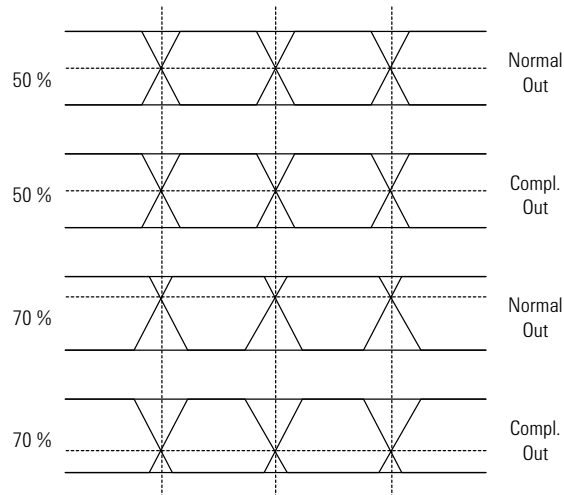 50 %
Normal
Out
50 %
Compl.
Out
70 %
Normal
Out
70 %
Compl.
Out